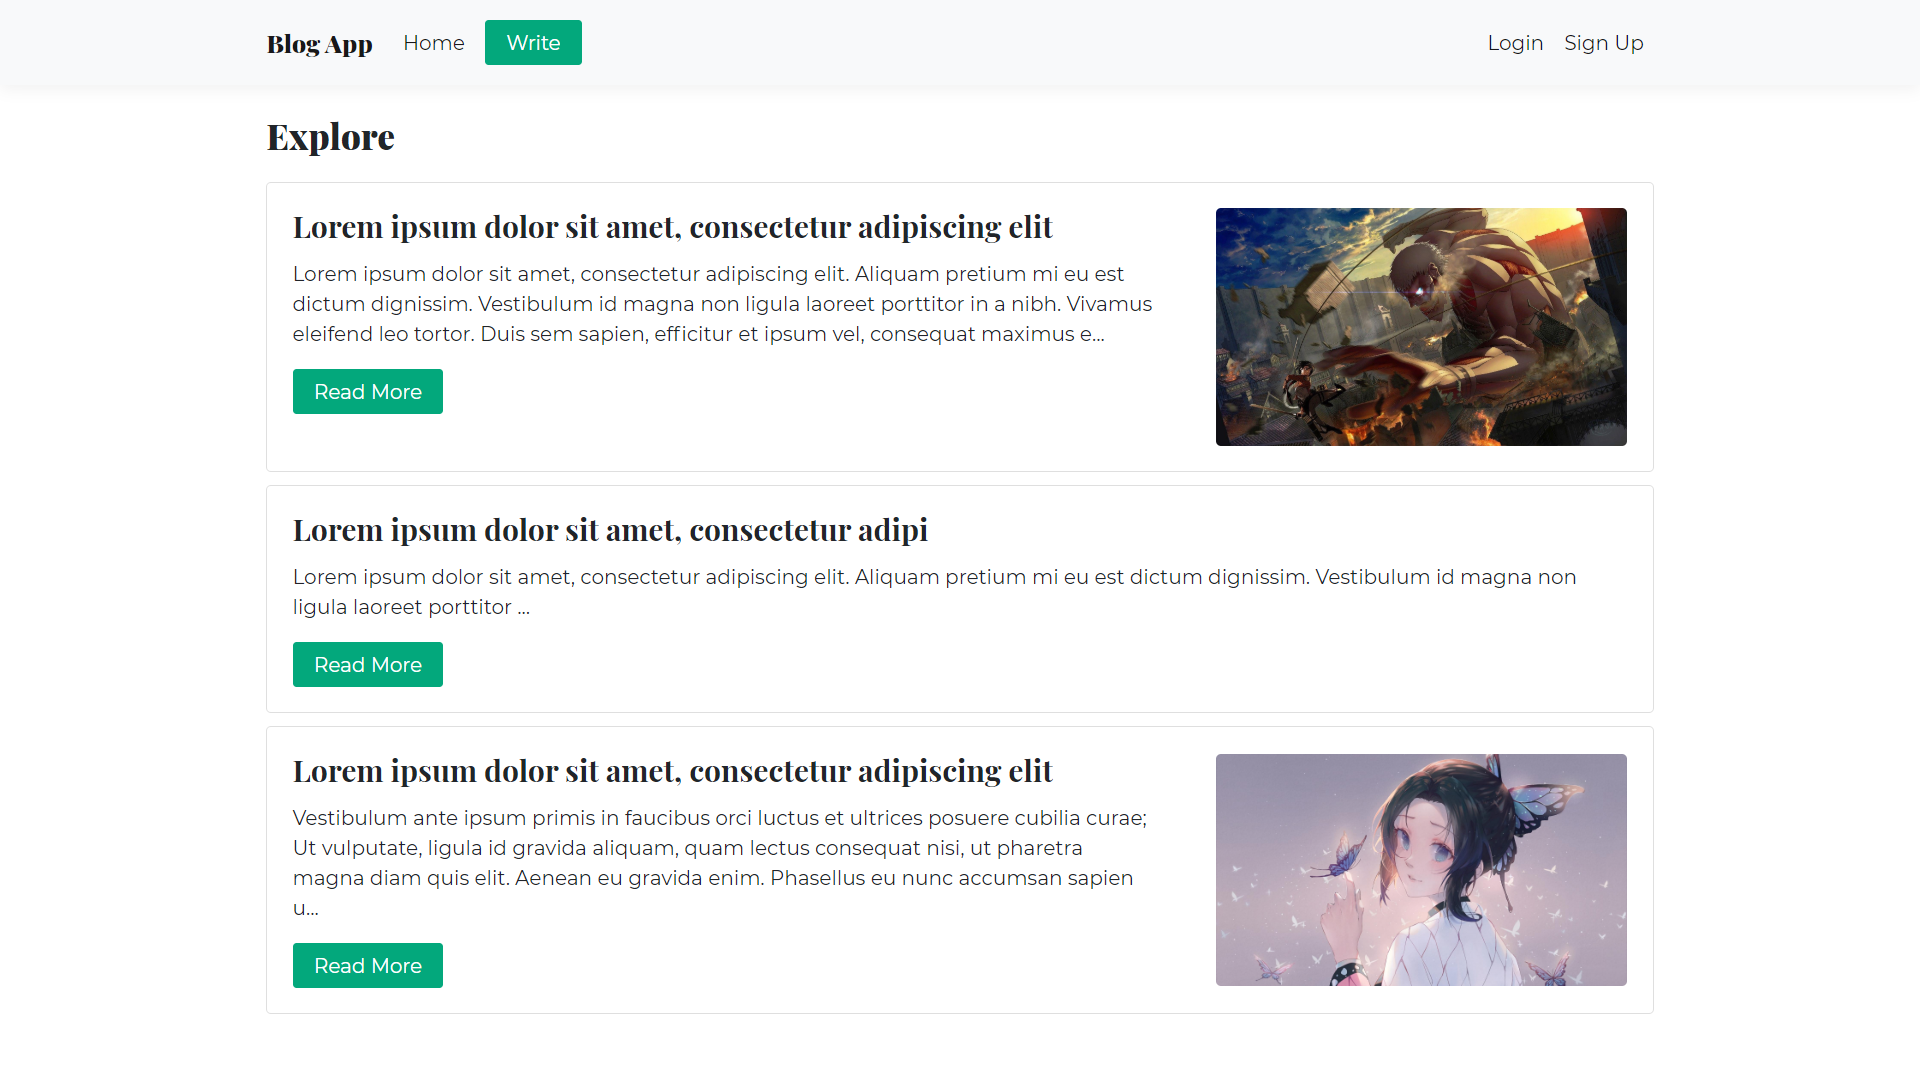 Blog App Home Write Login Sign Up
Explore
Lorem ipsum dolor sit amet, consectetur adipiscing elit
Lorem ipsum dolor sit amet, consectetur adipiscing elit. Aliquam pretium mi eu est
dictum dignissim. Vestibulum id magna non ligula laoreet porttitor in a nibh. Vivamus
eleifend leo tortor. Duis sem sapien, efficitur et ipsum vel, consequat maximus e...
Read More
Lorem ipsum dolor sit amet, consectetur adipi
Lorem ipsum dolor sit amet, consectetur adipiscing elit. Aliquam pretium mi eu est dictum dignissim. Vestibulum id magna non
ligula laoreet porttitor ...
Read More
Lorem ipsum dolor sit amet, consectetur adipiscing elit
Vestibulum ante ipsum primis in faucibus orci luctus et ultrices posuere cubilia curae;
Ut vulputate, ligula id gravida aliquam, quam lectus consequat nisi, ut pharetra
magna diam quis elit. Aenean eu gravida enim. Phasellus eu nunc accumsan sapien
u...
Read More